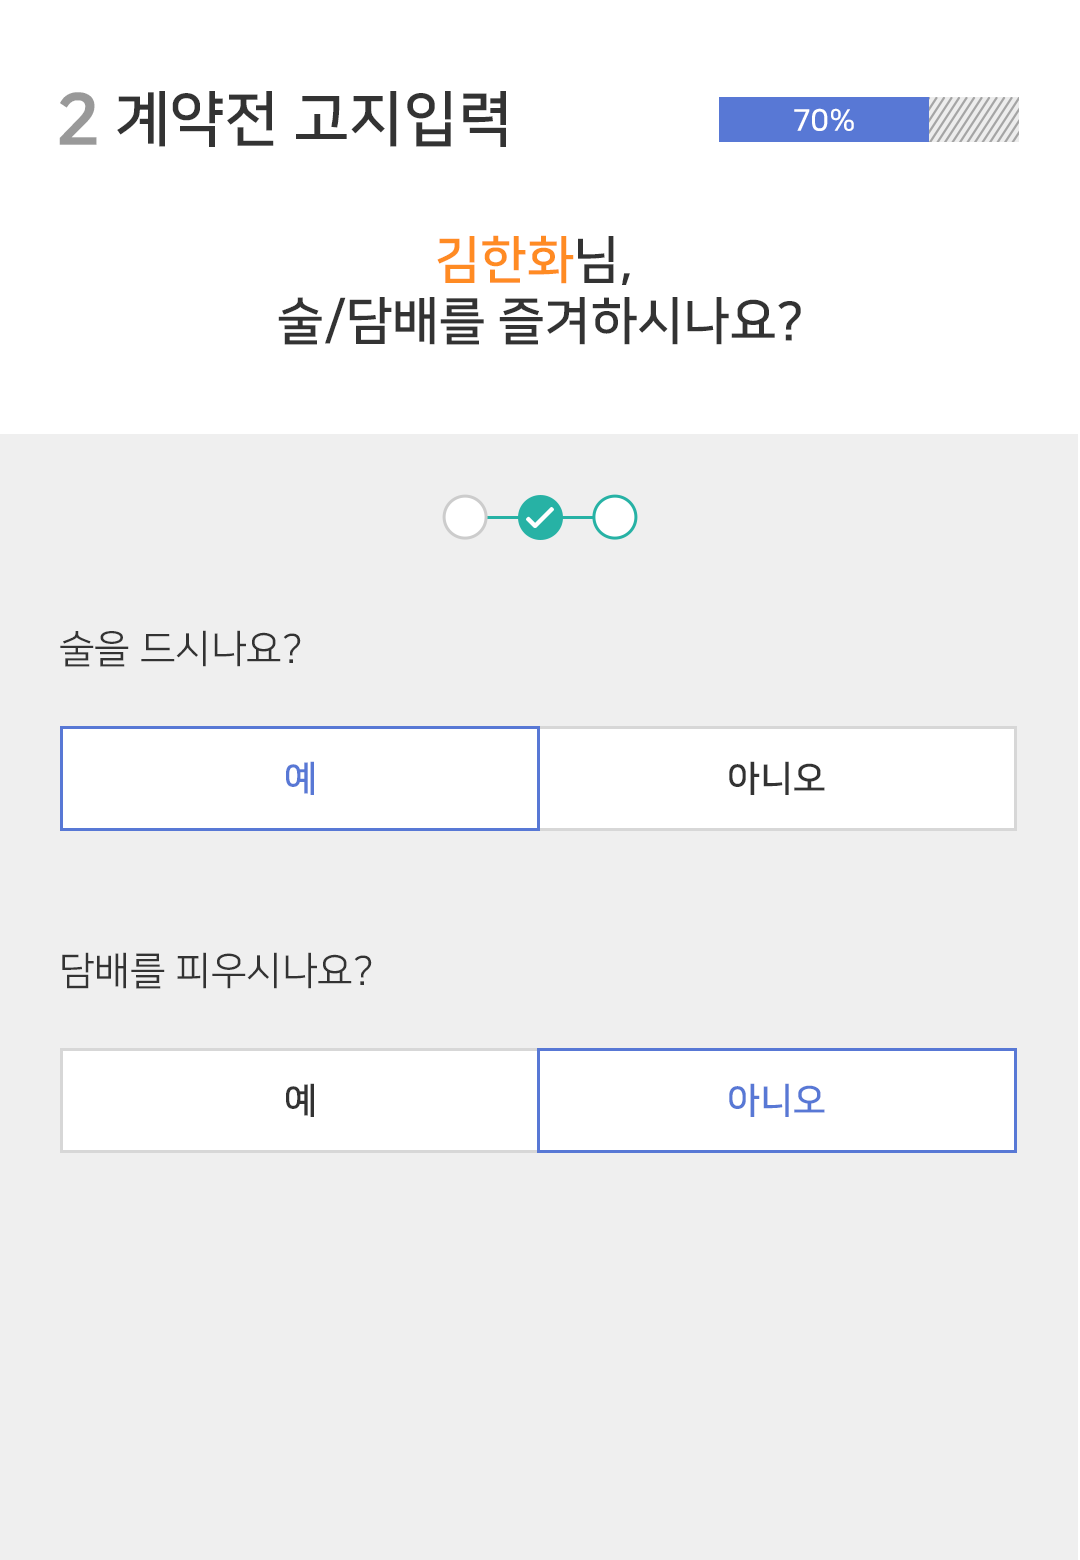 2 계약전 고지입력
70%
김한화님,
술/담배를 즐겨하시나요?
술을 드시나요?
예
아니오
담배를 피우시나요?
예
아니오